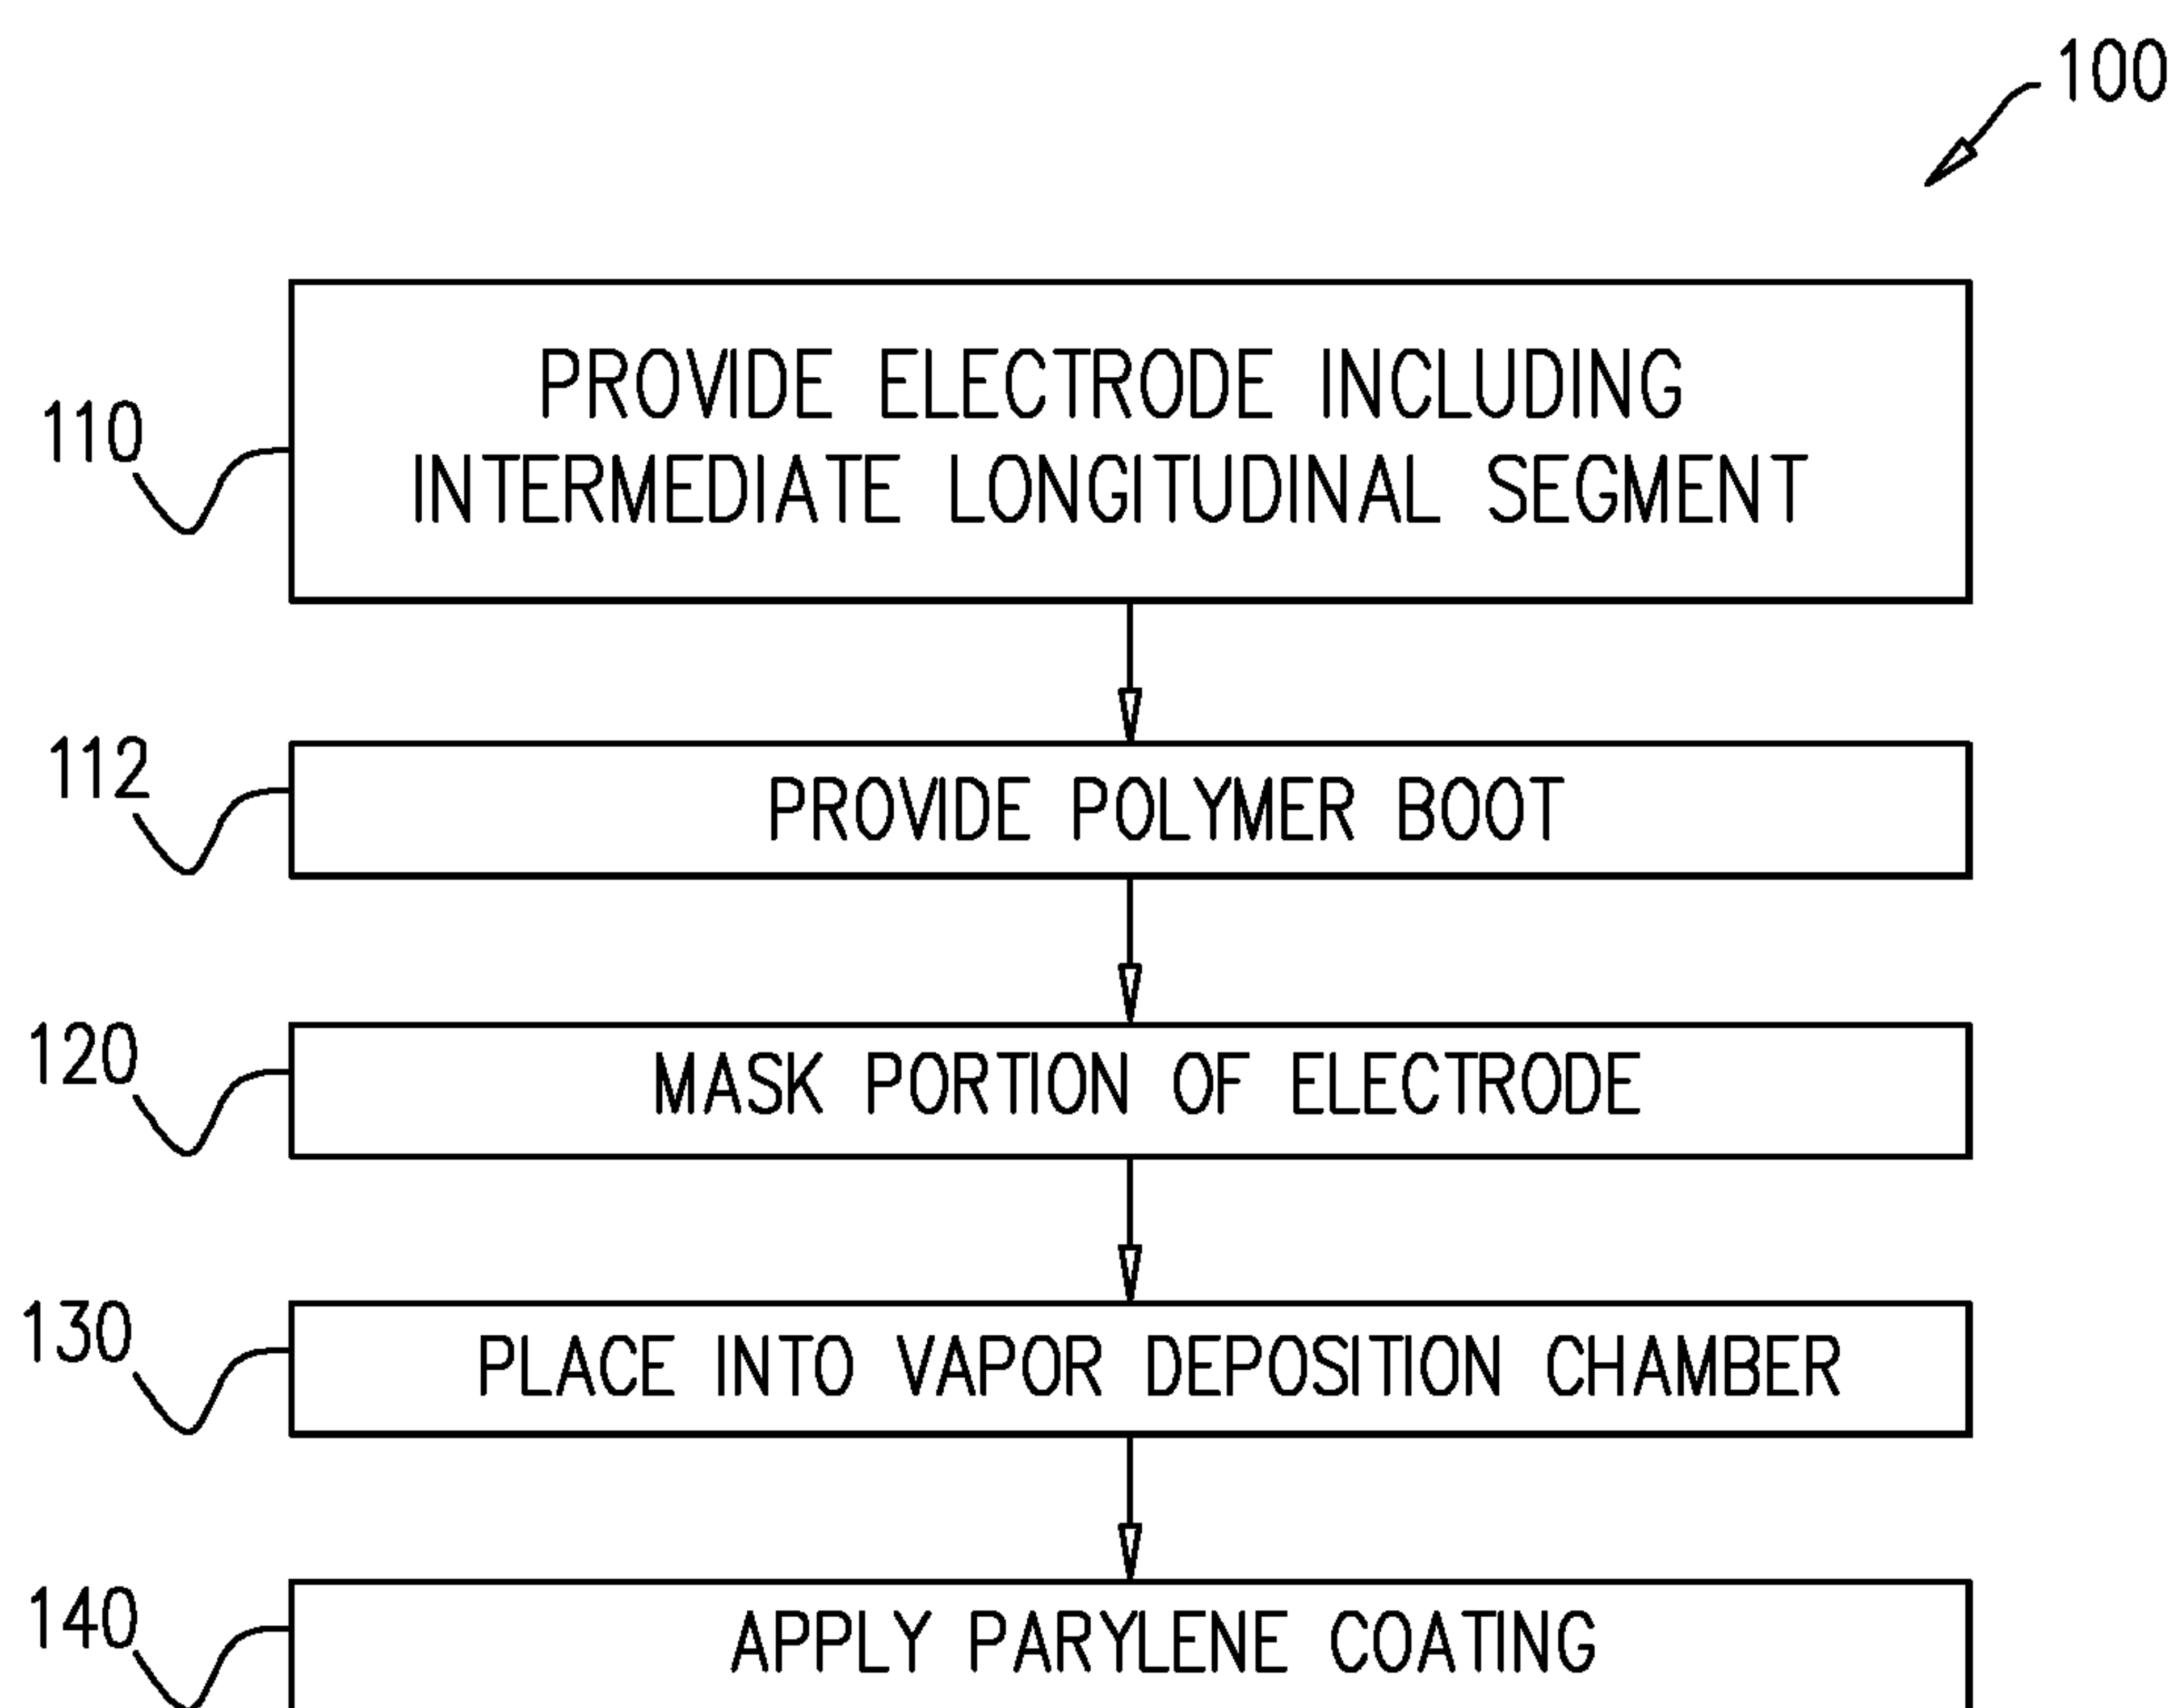 100
110
PROVIDE ELECTRODE INCLUDING
INTERMEDIATE LONGITUDINAL SEGMENT
112
PROVIDE POLYMER BOOT
120
MASK PORTION OF ELECTRODE
130
PLACE INTO VAPOR DEPOSITION CHAMBER
140
APPLY PARYLENE COATING